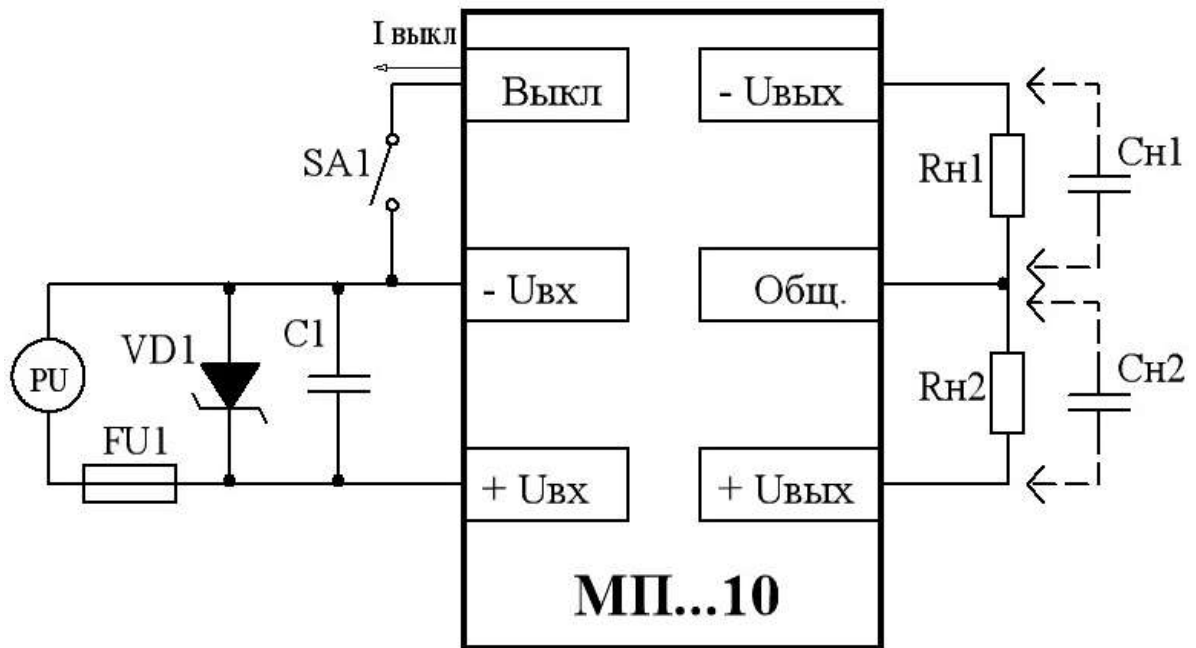 I выкл
Выкл
- Uвых
SA1
Rн1
Cн1
- Uвх
Общ.
VD1
C1
PU
Rн2
Cн2
FU1
+ Uвх
+ Uвых
МП...10